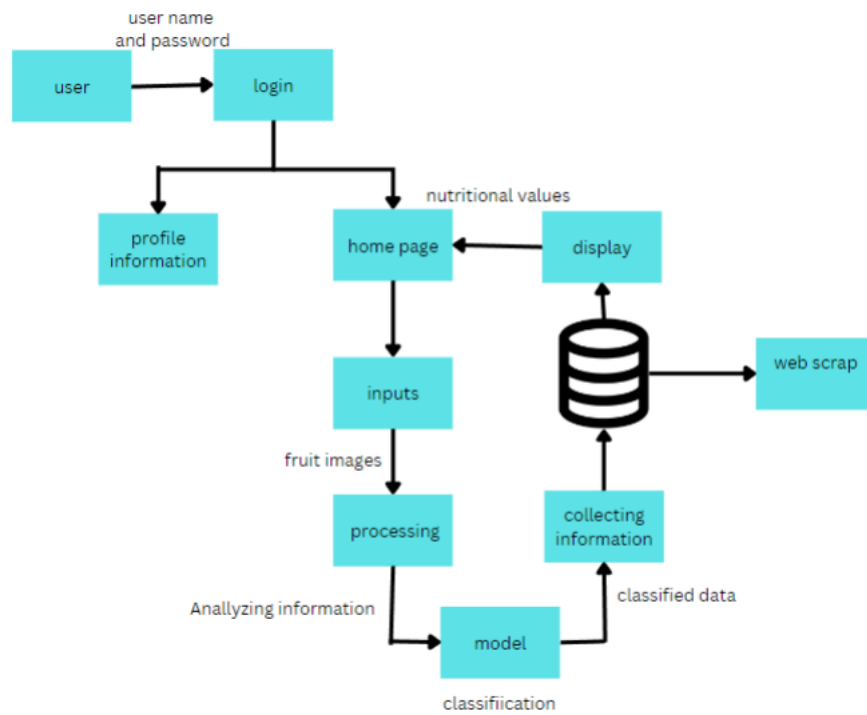 user name
and password
user
login
profile
information
home page
nutritional values
display
web scrap
inputs
fruit images
processing
collecting
information
Anallyzing information
classified data
model
classifiication